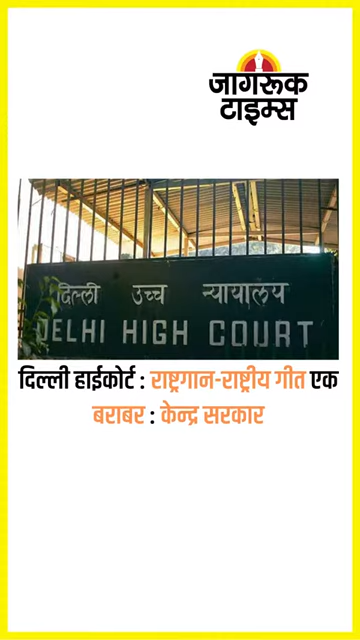 जागरूक
टाइम्स
दिल्ली उच्च न्यायालय
DELHI HIGH COURT
दिल्ली हाईकोर्ट : राष्ट्रगान-राष्ट्रीय गीत एक
बराबर : केन्द्र सरकार